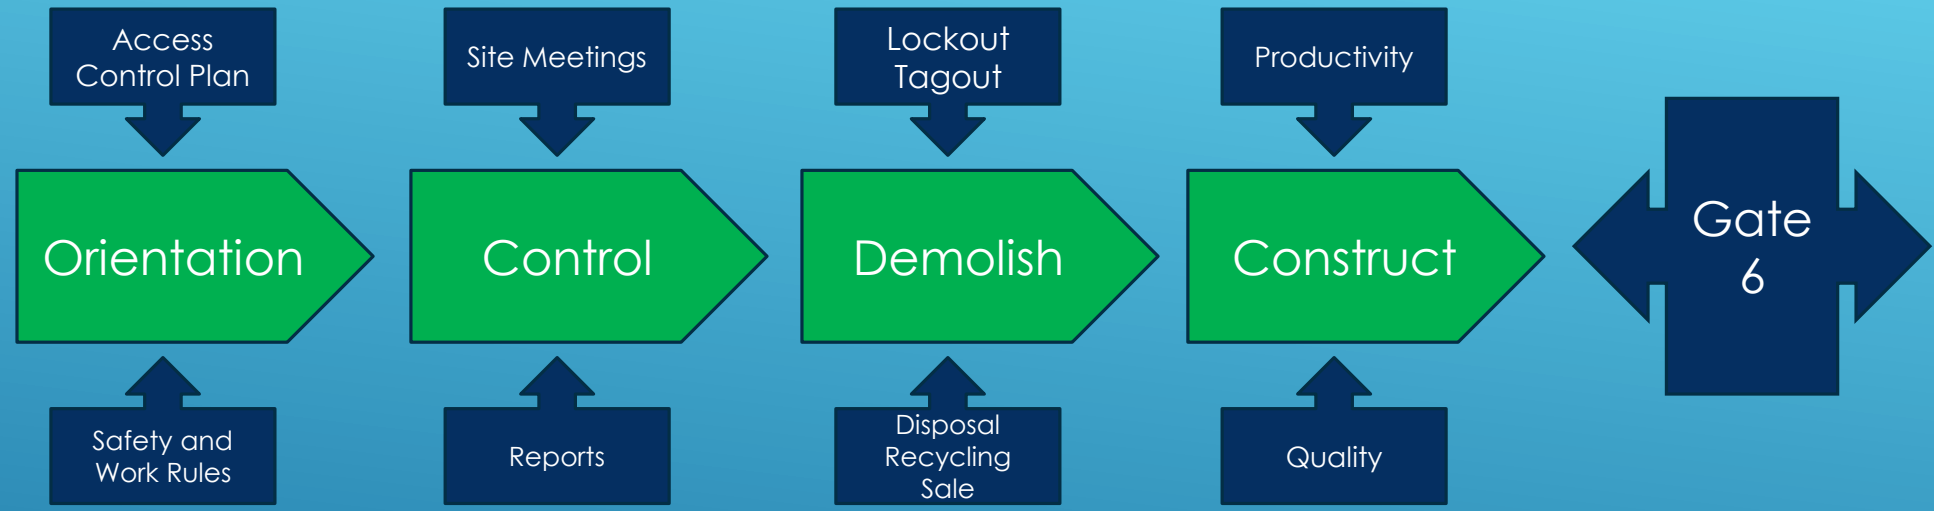 Access
Control Plan
Site Meetings
Lockout
Tagout
Productivity
Orientation
Control
Demolish
Construct
Gate
6
Safety and
Work Rules
Reports
Disposal
Recycling
Sale
Quality